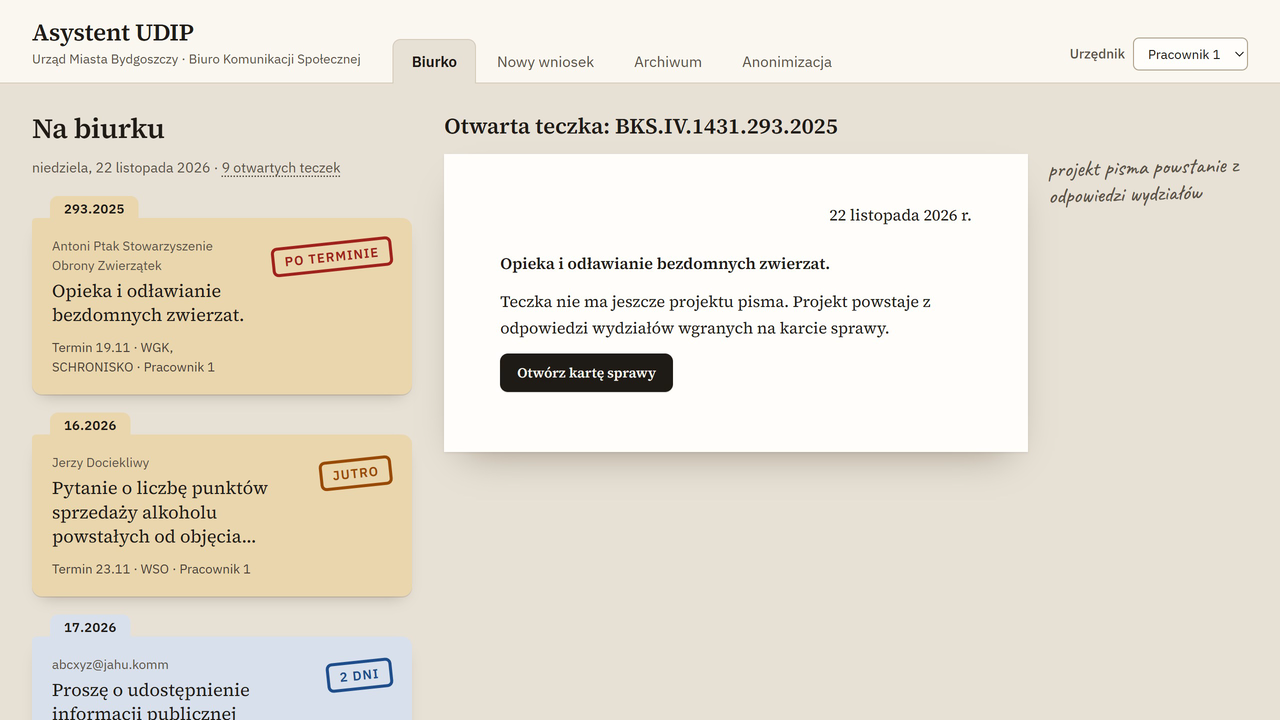 Asystent UDIP
Urząd Miasta Bydgoszczy · Biuro Komunikacji Społecznej
Biurko
Nowy wniosek
Archiwum
Anonimizacja
Urzędnik
Pracownik 1
Na biurku
niedziela, 22 listopada 2026 · 9 otwartych teczek
293.2025
Antoni Ptak Stowarzyszenie
Obrony Zwierzątek
PO TERMINIE
Opieka i odławianie
bezdomnych zwierzat.
Termin 19.11 · WGK,
SCHRONISKO · Pracownik 1
16.2026
Jerzy Dociekliwy
JUTRO
Pytanie o liczbę punktów
sprzedaży alkoholu
powstałych od objęcia...
Termin 23.11 · WSO · Pracownik 1
17.2026
abcxyz@jahu.komm
2 DNI
Proszę o udostępnienie
informacji publicznej
Otwarta teczka: BKS.IV.1431.293.2025
22 listopada 2026 r.
Opieka i odławianie bezdomnych zwierzat.
Teczka nie ma jeszcze projektu pisma. Projekt powstaje z
odpowiedzi wydziałów wgranych na karcie sprawy.
Otwórz kartę sprawy
projekt pisma powstanie z
odpowiedzi wydziałów